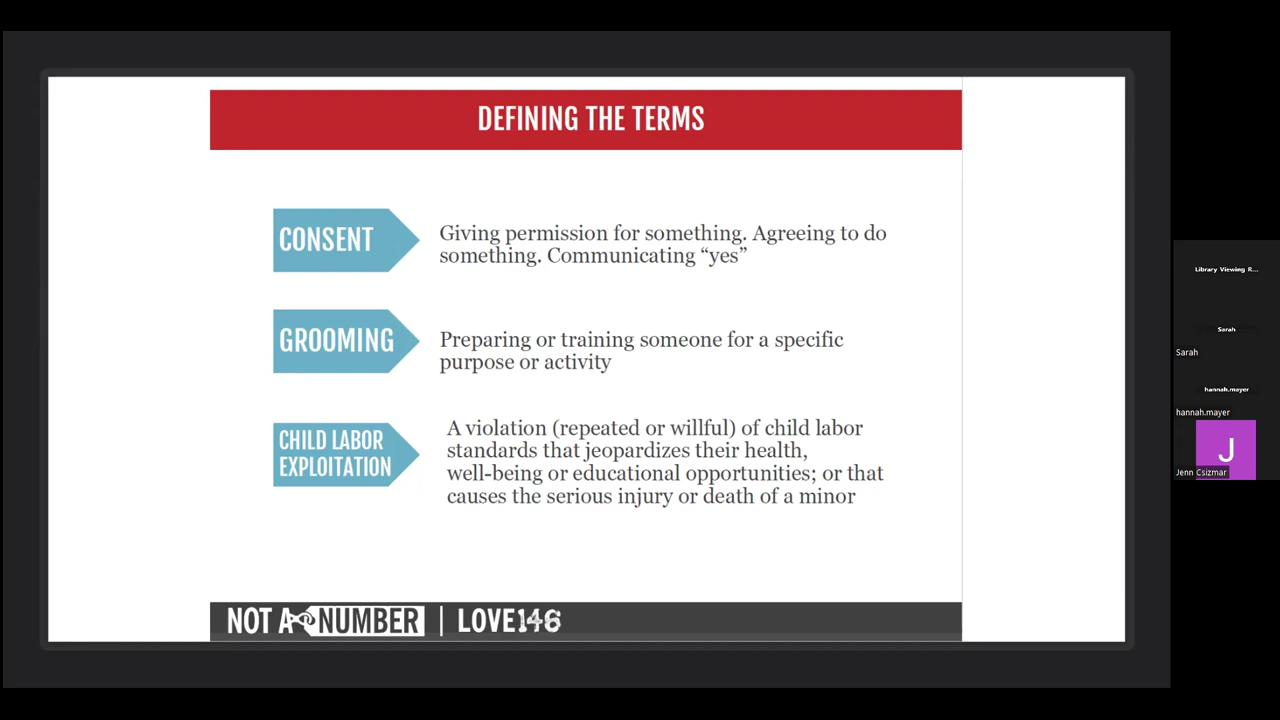 DEFINING THE TERMS
CONSENT
Giving permission for something. Agreeing to do
something. Communicating “yes”
GROOMING
Preparing or training someone for a specific
purpose or activity
CHILD LABOR
EXPLOITATION
A violation (repeated or willful) of child labor
standards that jeopardizes their health,
well-being or educational opportunities; or that
causes the serious injury or death of a minor
NOT A NUMBER | LOVE146
Library Viewing R...
Sarah
Sarah
hannah.mayer
hannah.mayer
J
Jenn Csizmar